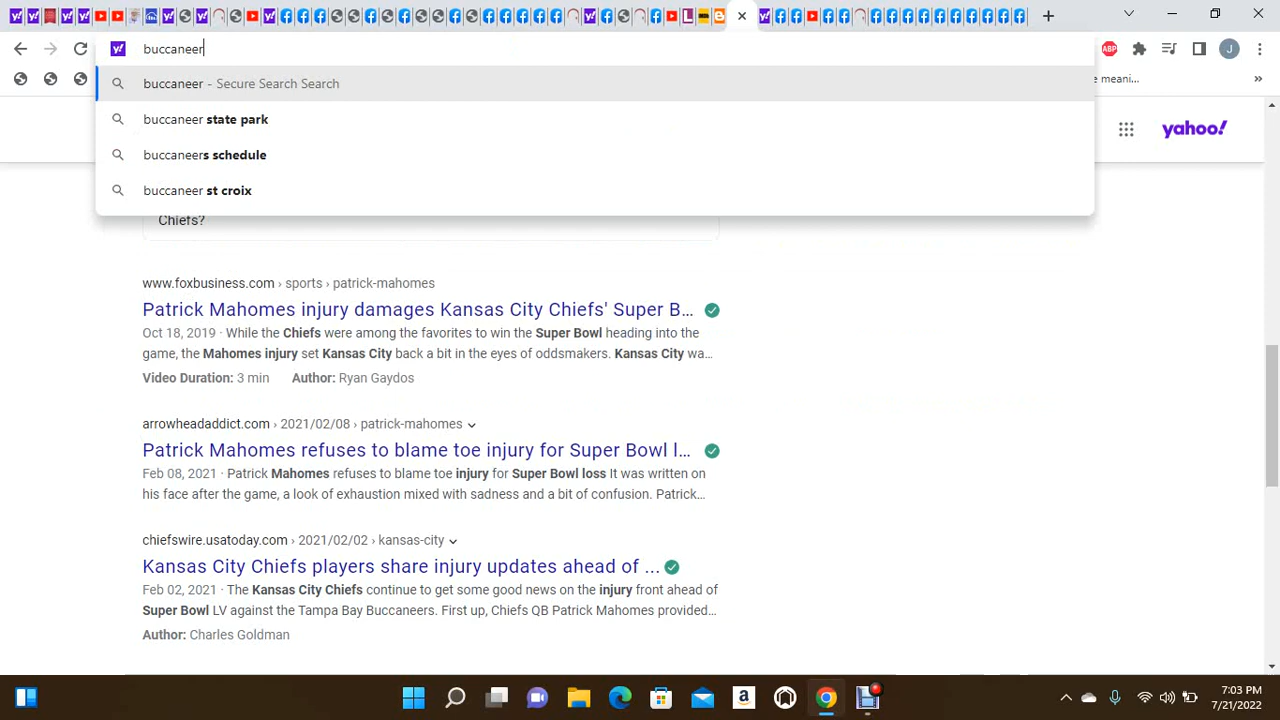 buccaneer
buccaneer - Secure Search Search
buccaneer state park
buccaneers schedule
buccaneer st croix
ABP
J
e meani...
»
yahoo!
Chiefs?
www.foxbusiness.com › sports › patrick-mahomes
Patrick Mahomes injury damages Kansas City Chiefs' Super B...
Oct 18, 2019 · While the Chiefs were among the favorites to win the Super Bowl heading into the
game, the Mahomes injury set Kansas City back a bit in the eyes of oddsmakers. Kansas City wa...
Video Duration: 3 min Author: Ryan Gaydos
arrowheadaddict.com › 2021/02/08 › patrick-mahomes
Patrick Mahomes refuses to blame toe injury for Super Bowl l...
Feb 08, 2021 · Patrick Mahomes refuses to blame toe injury for Super Bowl loss It was written on
his face after the game, a look of exhaustion mixed with sadness and a bit of confusion. Patrick...
chiefswire.usatoday.com › 2021/02/02 › kansas-city
Kansas City Chiefs players share injury updates ahead of ...
Feb 02, 2021 · The Kansas City Chiefs continue to get some good news on the injury front ahead of
Super Bowl LV against the Tampa Bay Buccaneers. First up, Chiefs QB Patrick Mahomes provided...
Author: Charles Goldman
7:03 PM
7/21/2022